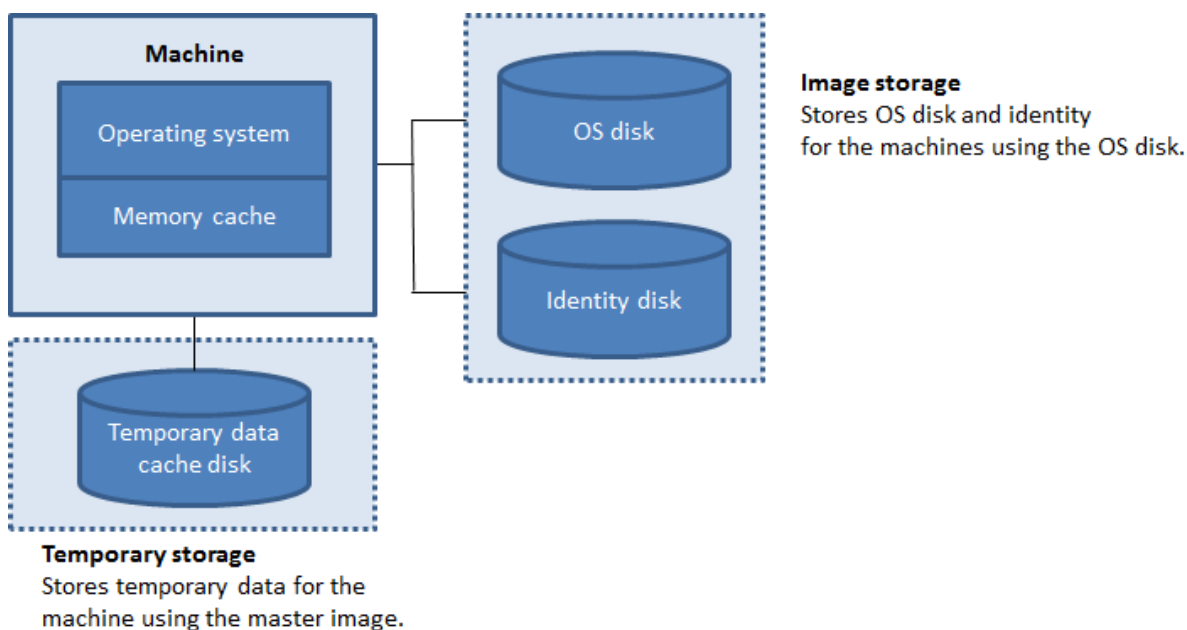 Machine
Operating system
Memory cache
OS disk
Identity disk
Image storage
Stores OS disk and identity
for the machines using the OS disk.
Temporary data
cache disk
Temporary storage
Stores temporary data for the
machine using the master image.